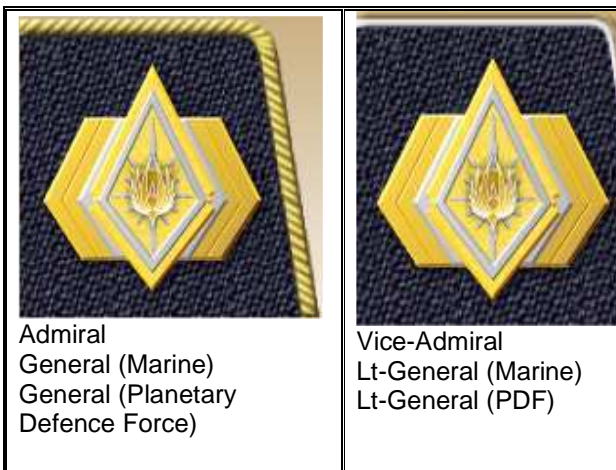 Admiral
General (Marine)
General (Planetary
Defence Force)
Vice-Admiral
Lt-General (Marine)
Lt-General (PDF)